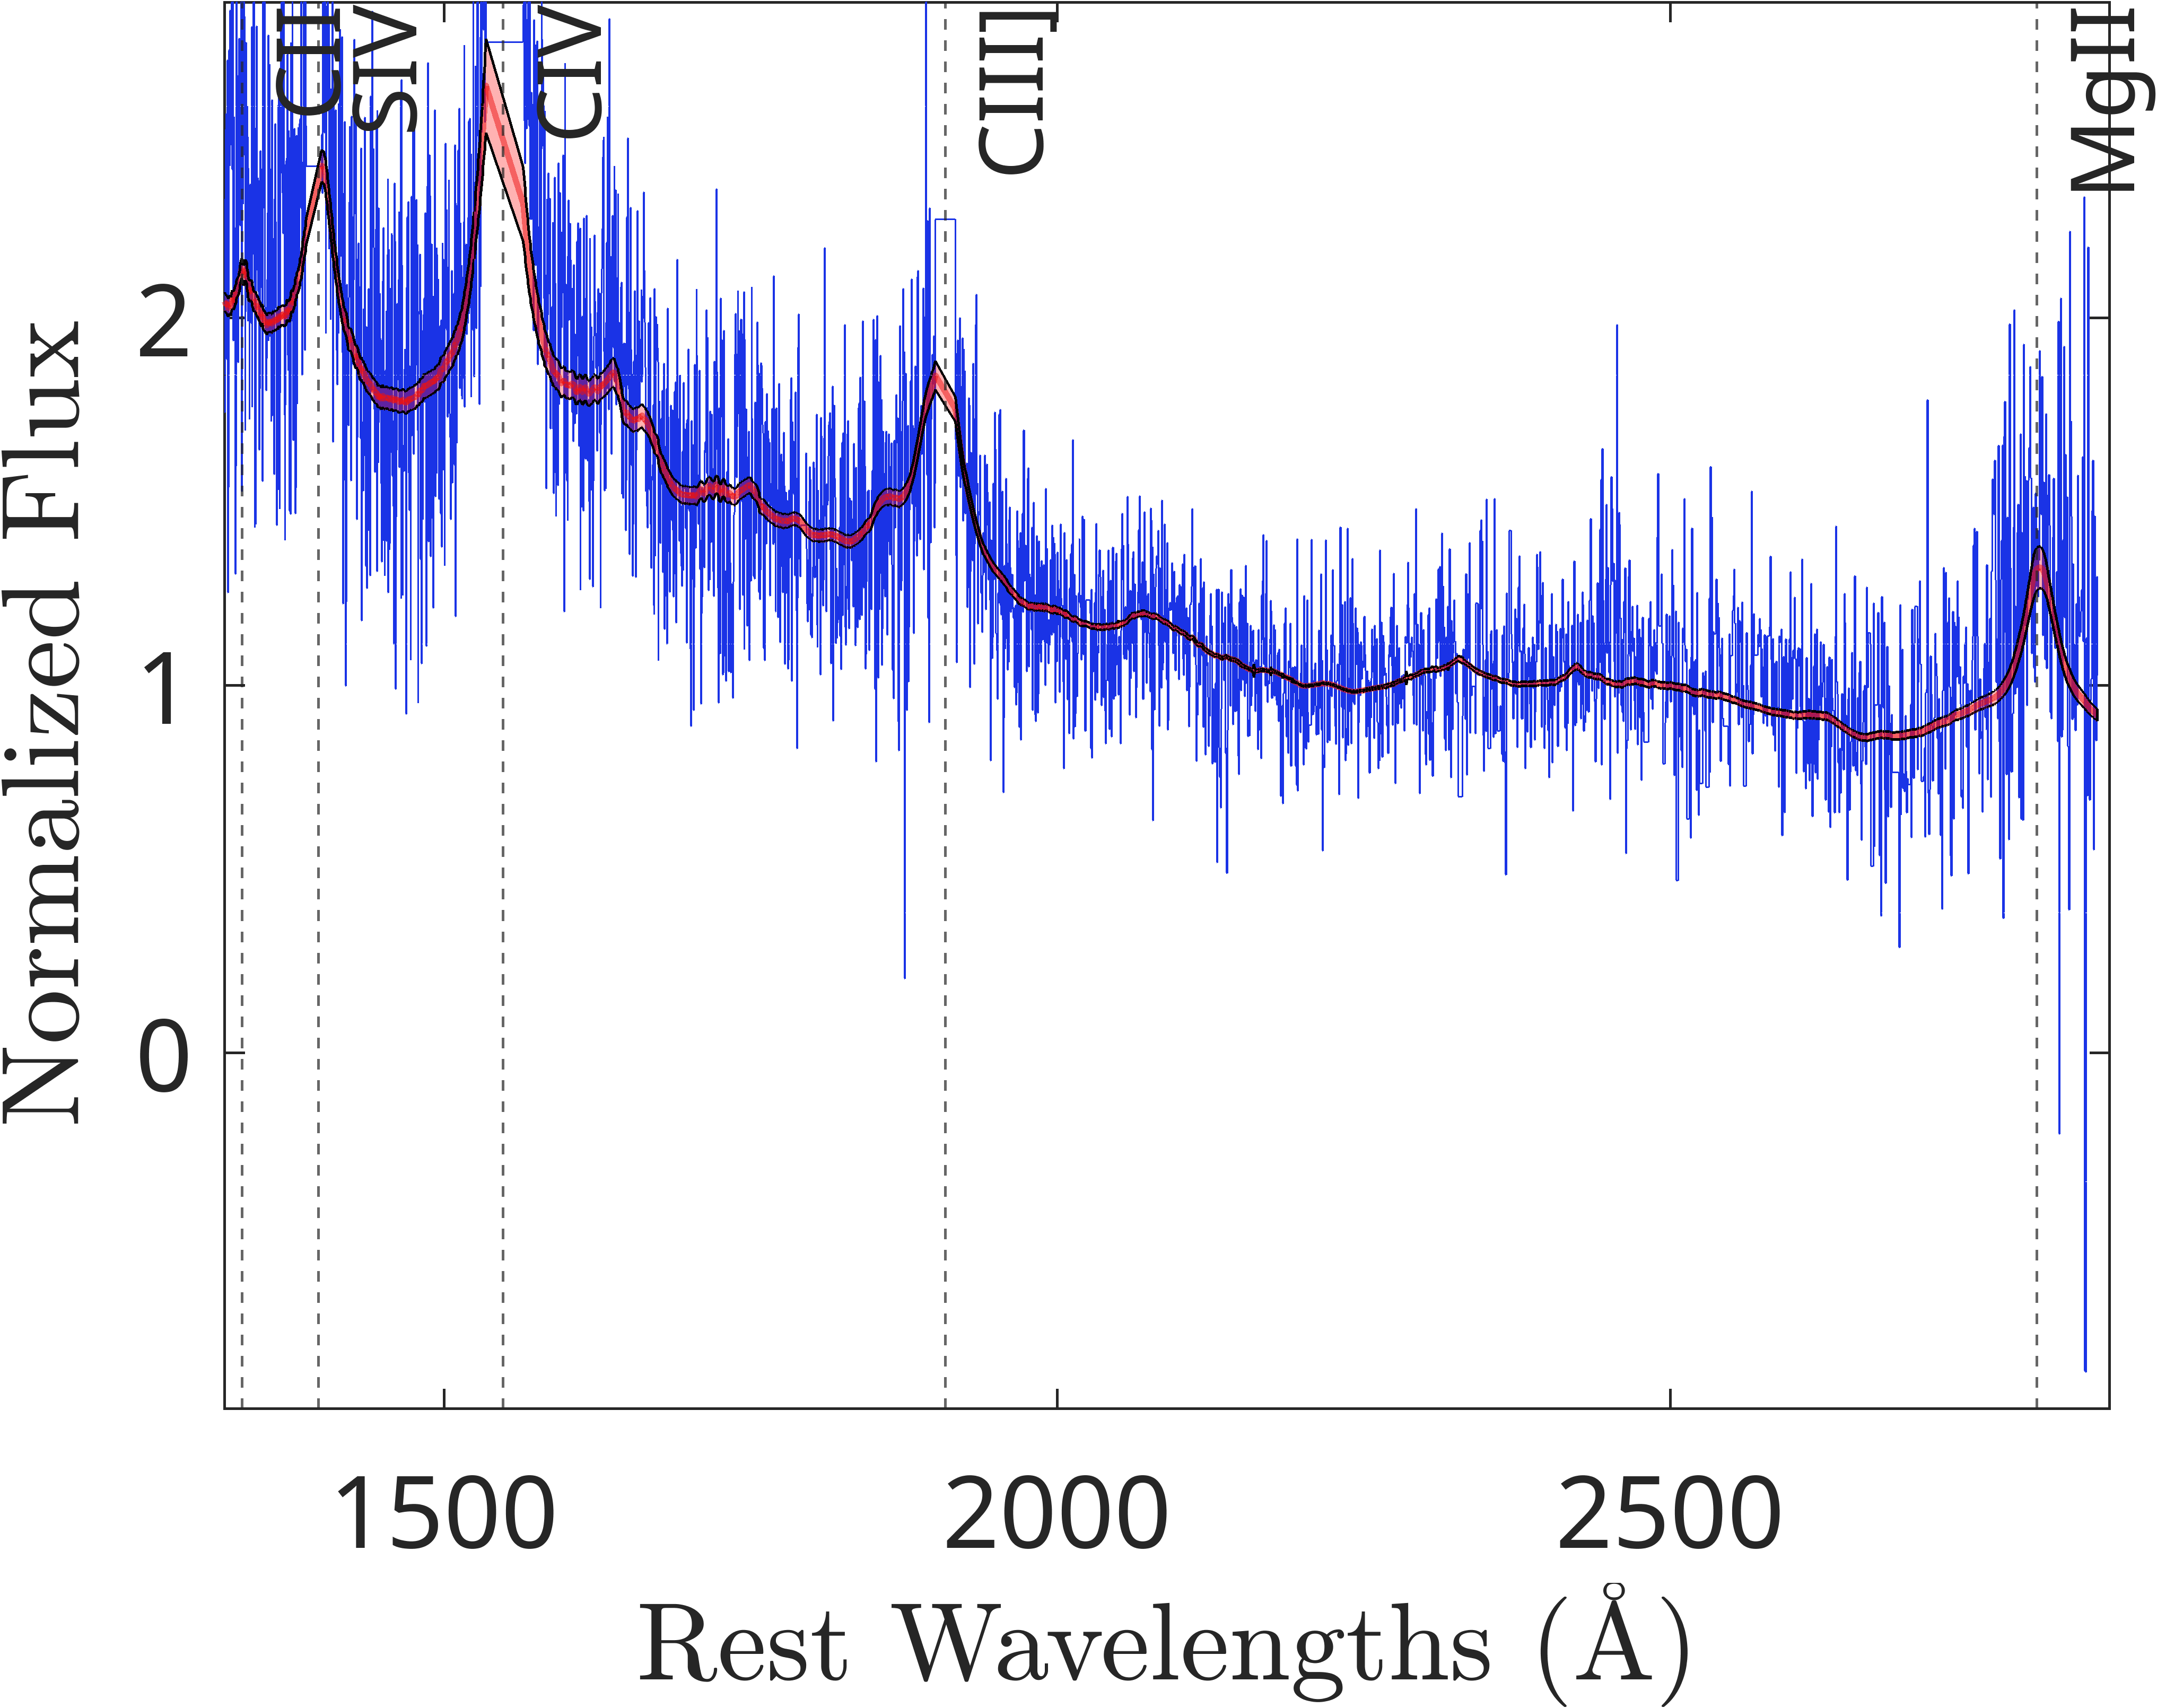 CII
SIV
CIV
CIII]
MgII
2
1
0
Normalized Flux
1500
2000
2500
Rest Wavelengths (Å)